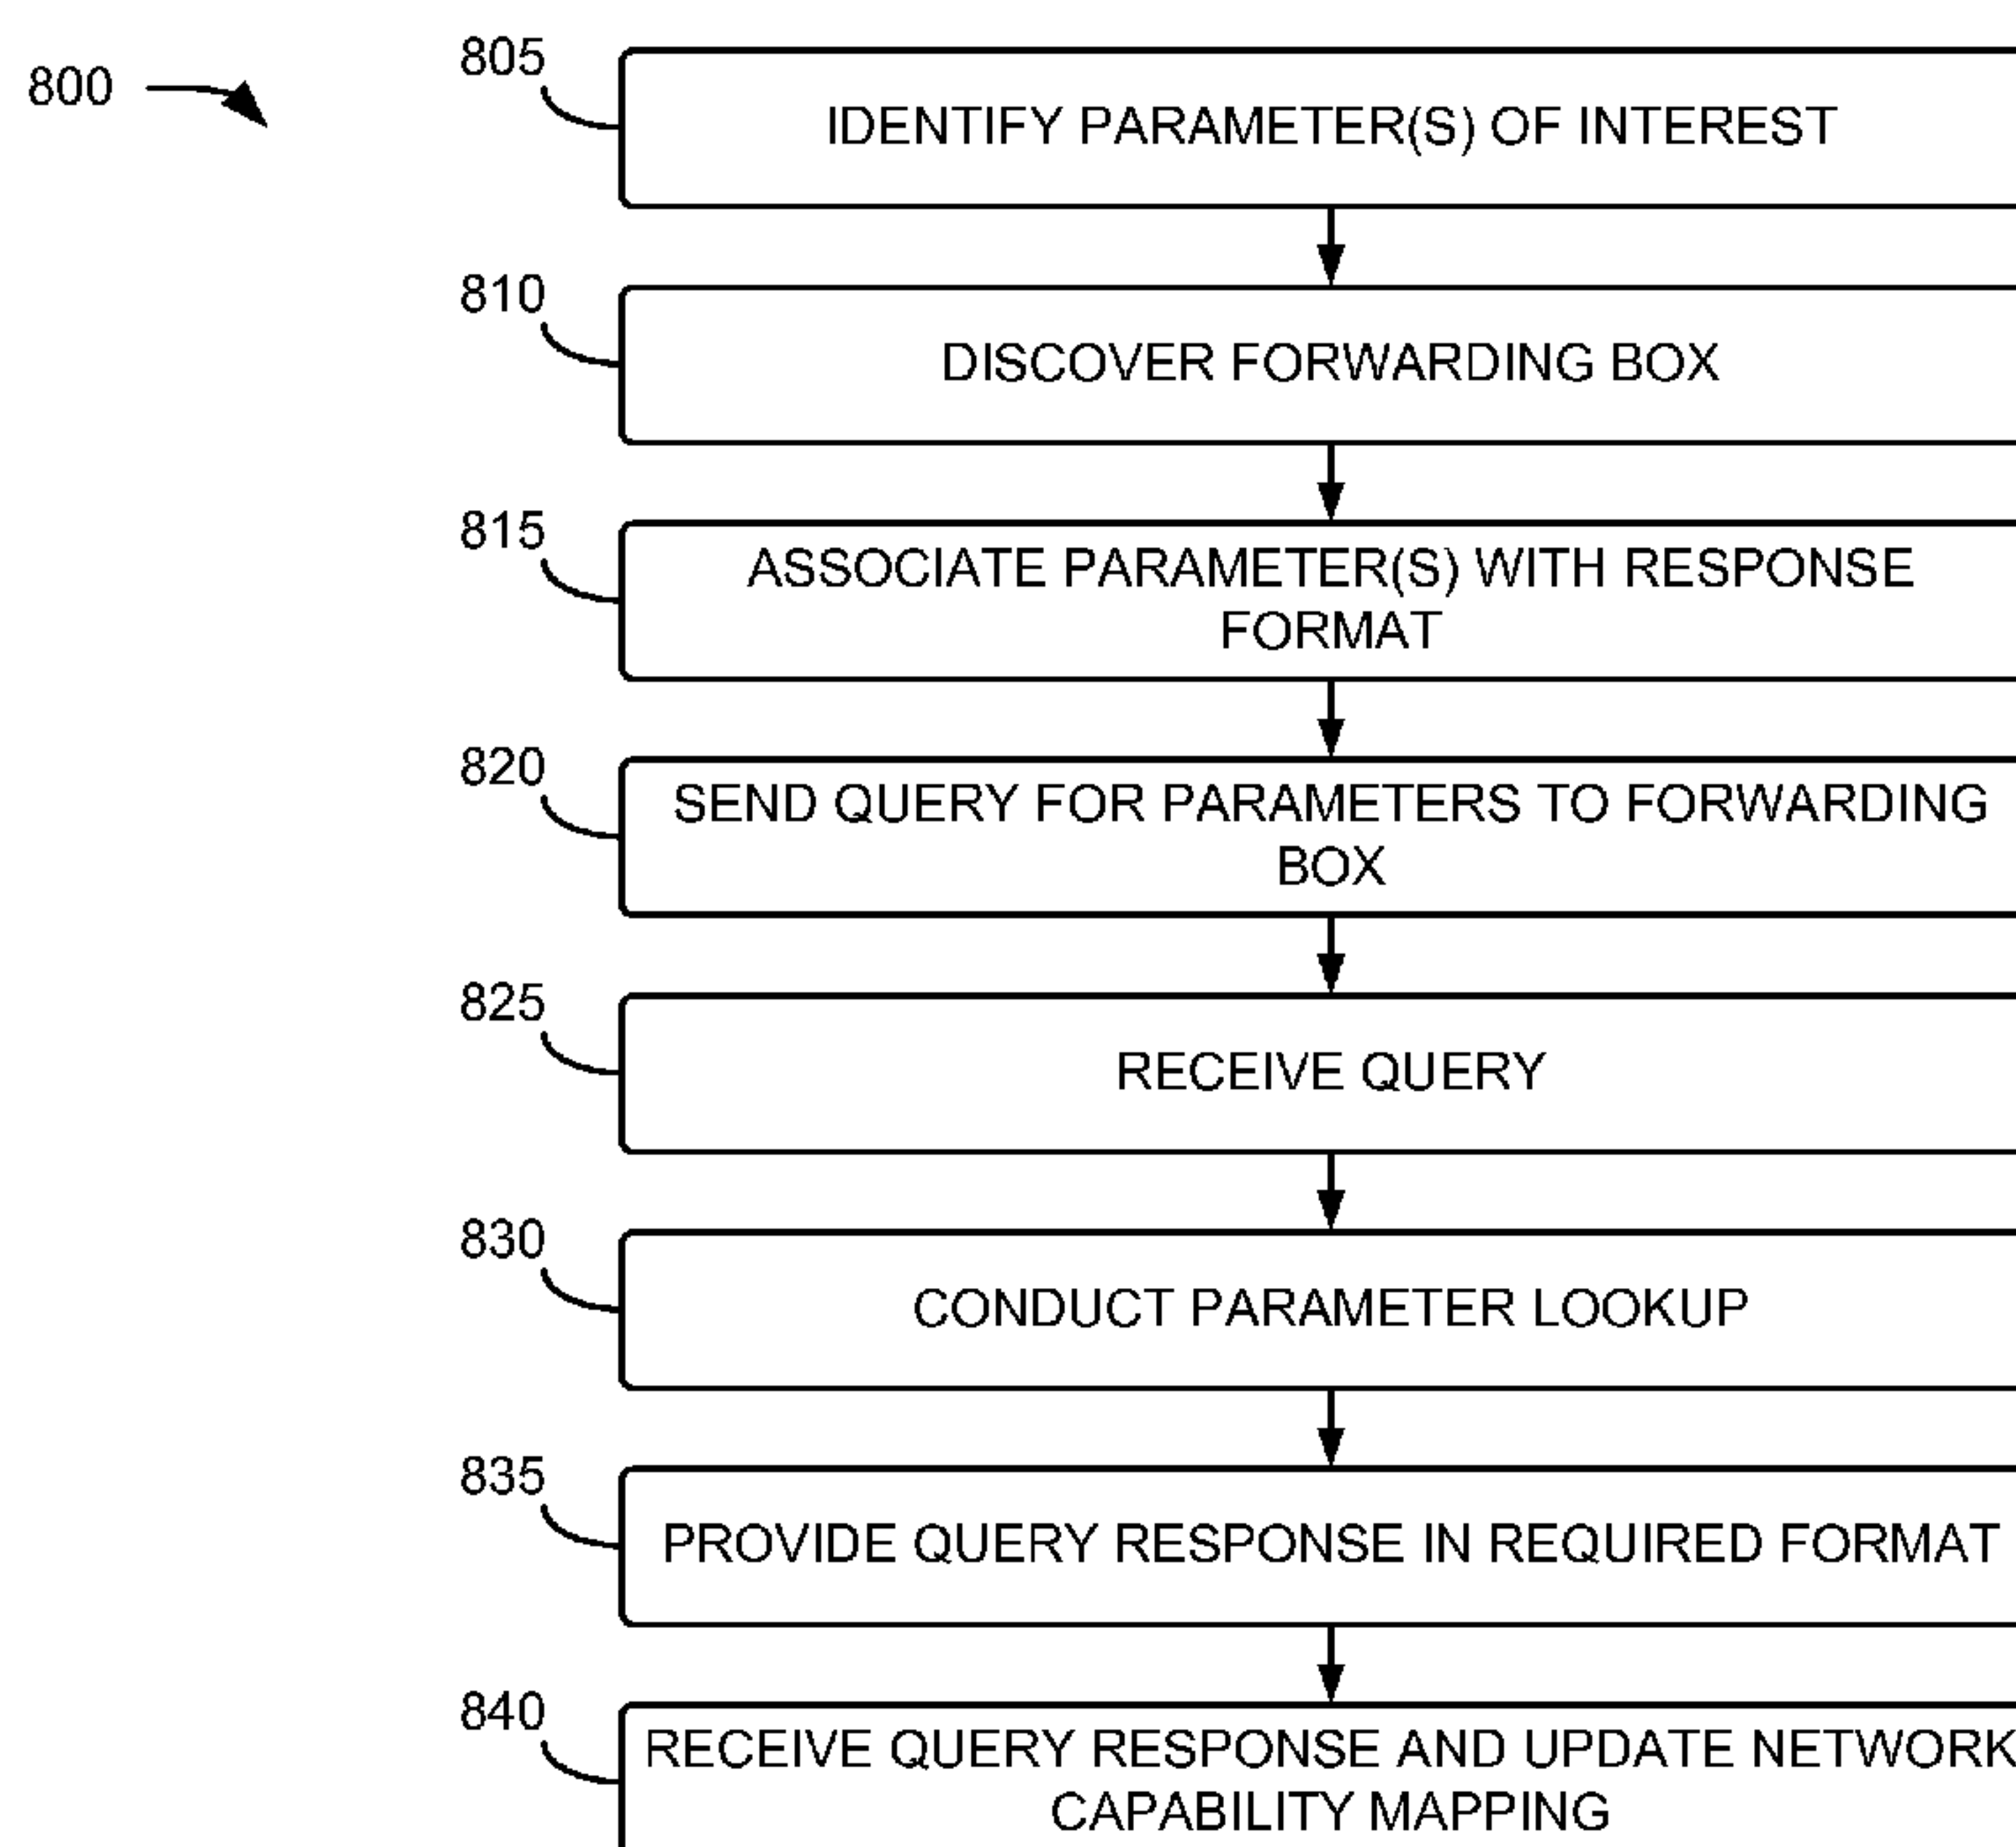 800
805
IDENTIFY PARAMETER(S) OF INTEREST
810
DISCOVER FORWARDING BOX
815
ASSOCIATE PARAMETER(S) WITH RESPONSE
FORMAT
820
SEND QUERY FOR PARAMETERS TO FORWARDING
BOX
825
RECEIVE QUERY
830
CONDUCT PARAMETER LOOKUP
835
PROVIDE QUERY RESPONSE IN REQUIRED FORMAT
840
RECEIVE QUERY RESPONSE AND UPDATE NETWORK
CAPABILITY MAPPING